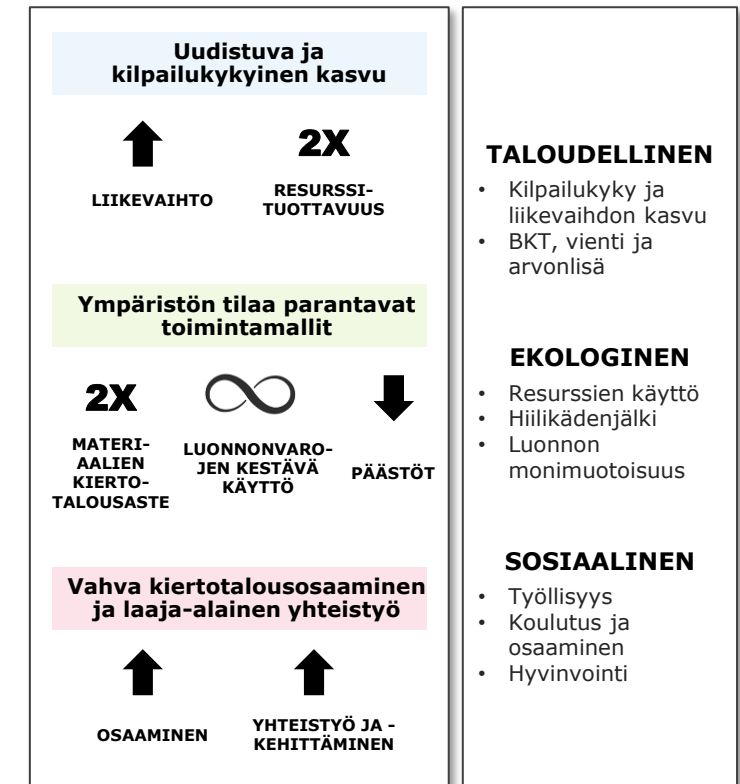 Uudistuva ja
kilpailukykyinen kasvu
2X
LIIKEVAIHTO
RESURSSI-
TUOTTAVUUS
Ympäristön tilaa parantavat
toimintamallit
2X
MATERI-
AALIEN
KIERTO-
TALOUSASTE
LUONNONVARO-
JEN KESTÄVÄ
KÄYTTÖ
PÄÄSTÖT
Vahva kiertotalousosaaminen
ja laaja-alainen yhteistyö
OSAAMINEN
YHTEISTYÖ JA -
KEHITTÄMINEN
TALOUDELLINEN
• Kilpailukyky ja
liikevaihdon kasvu
• BKT, vienti ja
arvonlisä
EKOLOGINEN
• Resurssien käyttö
• Hiilikädenjälki
• Luonnon
monimuotoisuus
SOSIAALINEN
• Työllisyys
• Koulutus ja
osaaminen
• Hyvinvointi